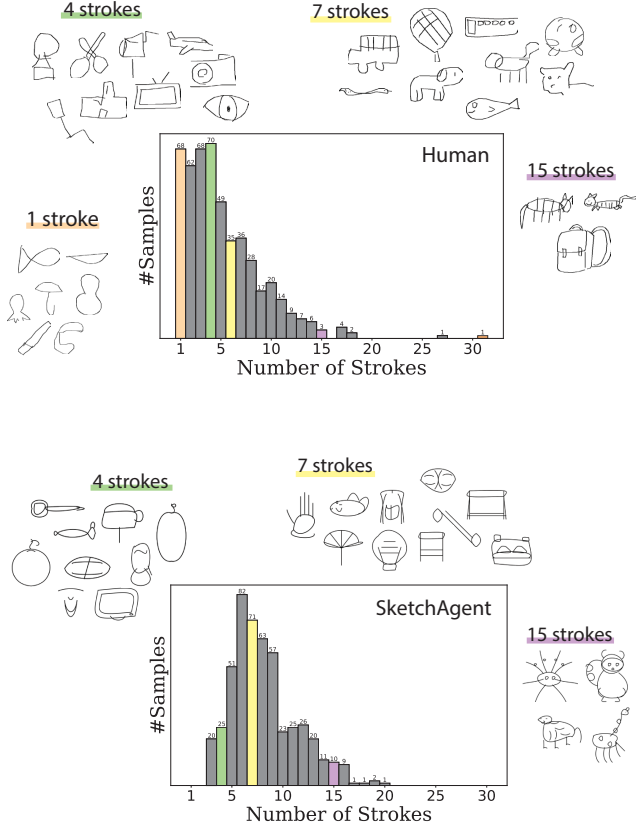 4 strokes
7 strokes
Human
#Samples
68 62 68 70 49 35 36 28 17 20 14 9 7 6 3 4 2 1 1
1 5 10 15 20 25 30
Number of Strokes
1 stroke
15 strokes
4 strokes
7 strokes
SketchAgent
#Samples
20 25 51 82 71 63 57 23 25 26 20 11 10 9 1 1 2 1
1 5 10 15 20 25 30
Number of Strokes
15 strokes